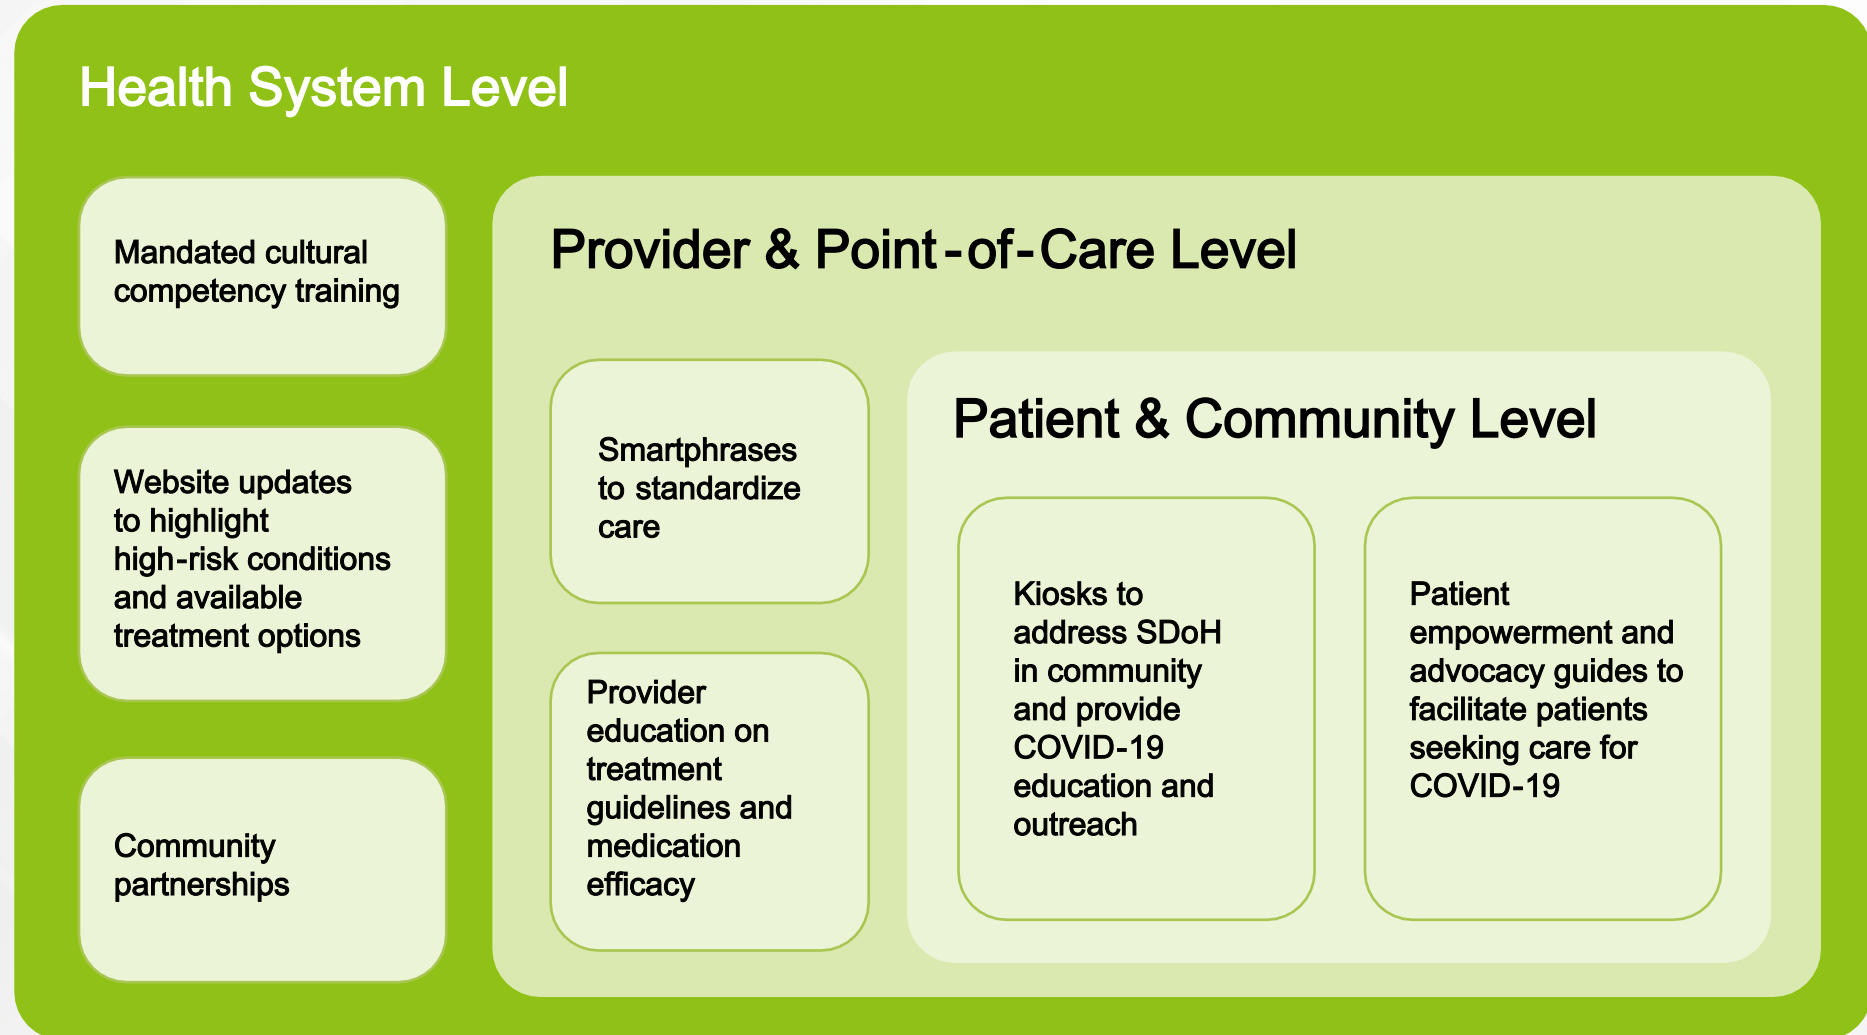 Health System Level
Mandated cultural
competency training
Website updates
to highlight
high-risk conditions
and available
treatment options
Community
partnerships
Provider & Point-of-Care Level
Smartphrases
to standardize
care
Provider
education on
treatment
guidelines and
medication
efficacy
Patient & Community Level
Kiosks to
address SDoH
in community
and provide
COVID-19
education and
outreach
Patient
empowerment and
advocacy guides to
facilitate patients
seeking care for
COVID-19